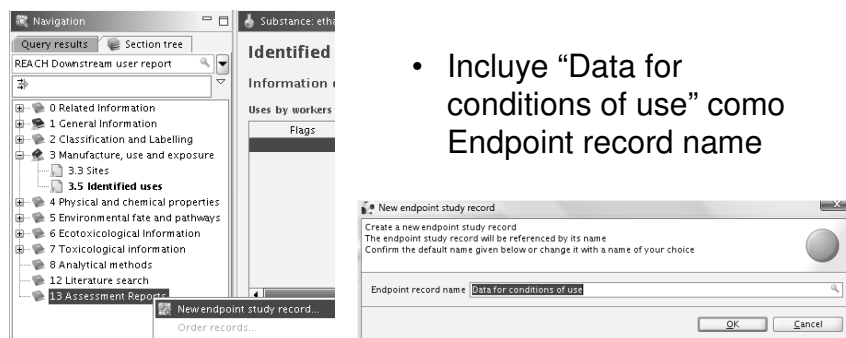 Navigation
Query results
Section tree
REACH Downstream user report
0 Related Information
1 General Information
2 Classification and Labelling
3 Manufacture, use and exposure
3.3 Sites
3.5 Identified uses
4 Physical and chemical properties
5 Environmental fate and pathways
6 Ecotoxicological Information
7 Toxicological information
8 Analytical methods
12 Literature search
13 Assessment Reports
New endpoint study record...
Order records...
Substance: etha
Identified
Information
Uses by workers
Flags
• Incluye “Data for
conditions of use” como
Endpoint record name
New endpoint study record
Create a new endpoint study record
The endpoint study record will be referenced by its name
Confirm the default name given below or change it with a name of your choice
Endpoint record name Data for conditions of use
OK
Cancel